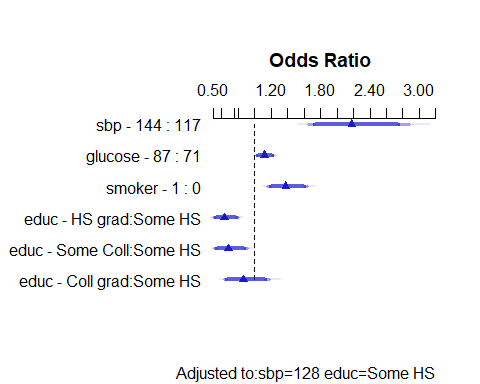 Odds Ratio
0.50 1.20 1.80 2.40 3.00
sbp - 144 : 117
glucose - 87 : 71
smoker - 1 : 0
educ - HS grad:Some HS
educ - Some Coll:Some HS
educ - Coll grad:Some HS
Adjusted to:sbp=128 educ=Some HS